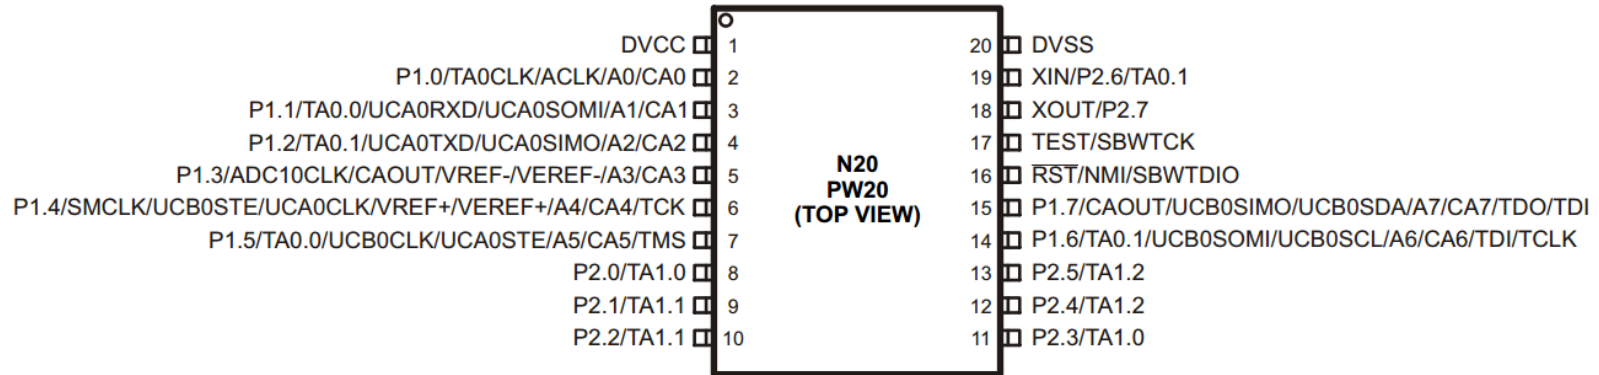 DVCC 1 20 DVSS
P1.0/TA0CLK/ACLK/A0/CA0 2 19 XIN/P2.6/TA0.1
P1.1/TA0.0/UCA0RXD/UCA0SOMI/A1/CA1 3 18 XOUT/P2.7
P1.2/TA0.1/UCA0TXD/UCA0SIMO/A2/CA2 4 17 TEST/SBWTCK
P1.3/ADC10CLK/CAOUT/VREF-/VEREF-/A3/CA3 5 16 RST/NMI/SBWTDIO
P1.4/SMCLK/UCB0STE/UCA0CLK/VREF+/VEREF+/A4/CA4/TCK 6 15 P1.7/CAOUT/UCB0SIMO/UCB0SDA/A7/CA7/TDO/TDI
P1.5/TA0.0/UCB0CLK/UCA0STE/A5/CA5/TMS 7 14 P1.6/TA0.1/UCB0SOMI/UCB0SCL/A6/CA6/TDI/TCLK
P2.0/TA1.0 8 13 P2.5/TA1.2
P2.1/TA1.1 9 12 P2.4/TA1.2
P2.2/TA1.1 10 11 P2.3/TA1.0
N20
PW20
(TOP VIEW)